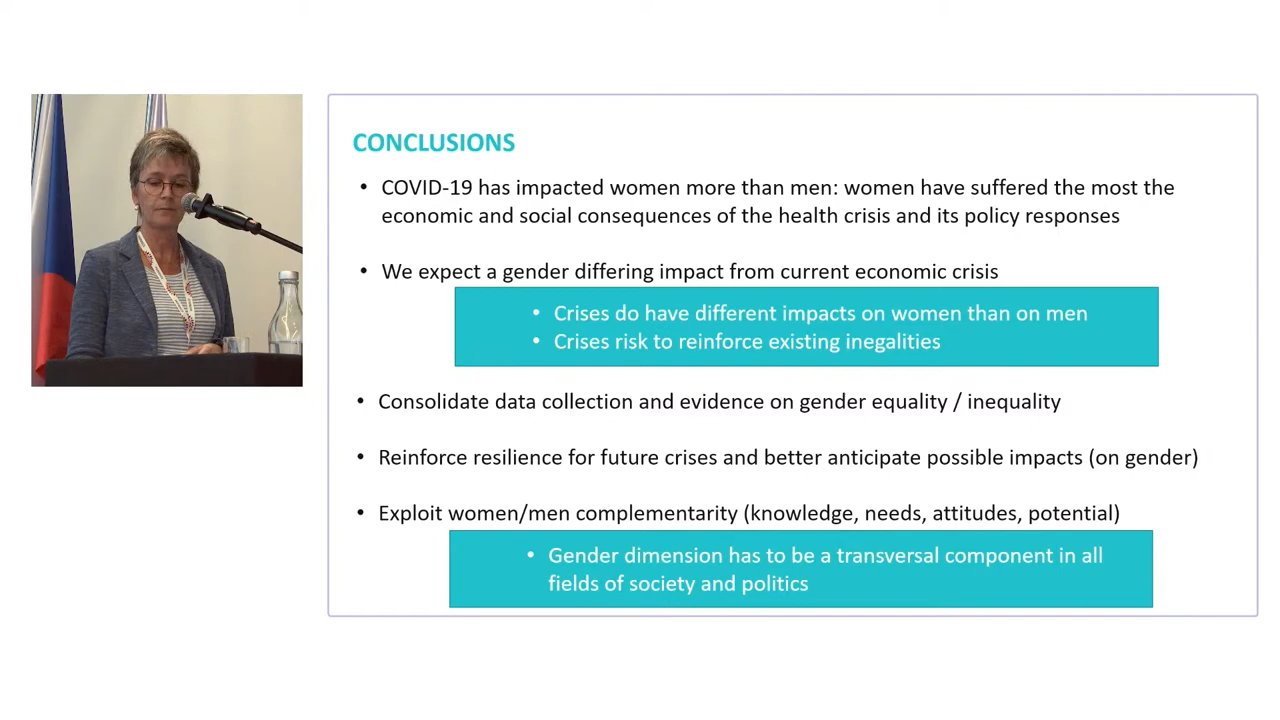 CONCLUSIONS
• COVID-19 has impacted women more than men: women have suffered the most the
economic and social consequences of the health crisis and its policy responses
• We expect a gender differing impact from current economic crisis
• Crises do have different impacts on women than on men
• Crises risk to reinforce existing inegalities
• Consolidate data collection and evidence on gender equality / inequality
• Reinforce resilience for future crises and better anticipate possible impacts (on gender)
• Exploit women/men complementarity (knowledge, needs, attitudes, potential)
• Gender dimension has to be a transversal component in all
fields of society and politics